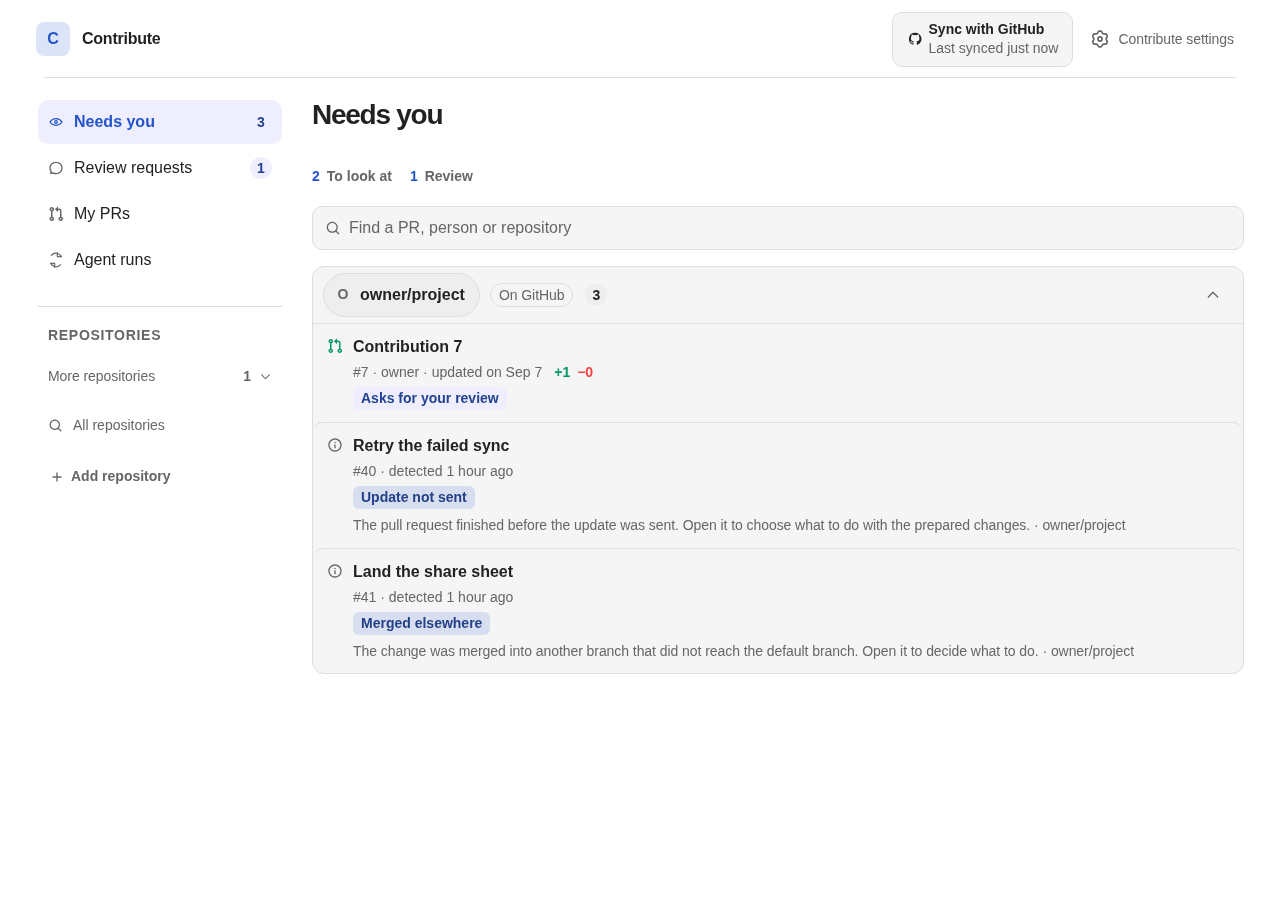 C Contribute
Sync with GitHub
Last synced just now
Contribute settings
Needs you 3
Review requests 1
My PRs
Agent runs
REPOSITORIES
More repositories 1
All repositories
Add repository
Needs you
2 To look at 1 Review
Find a PR, person or repository
O owner/project On GitHub 3
Contribution 7
#7 · owner · updated on Sep 7 +1 −0
Asks for your review
Retry the failed sync
#40 · detected 1 hour ago
Update not sent
The pull request finished before the update was sent. Open it to choose what to do with the prepared changes. · owner/project
Land the share sheet
#41 · detected 1 hour ago
Merged elsewhere
The change was merged into another branch that did not reach the default branch. Open it to decide what to do. · owner/project